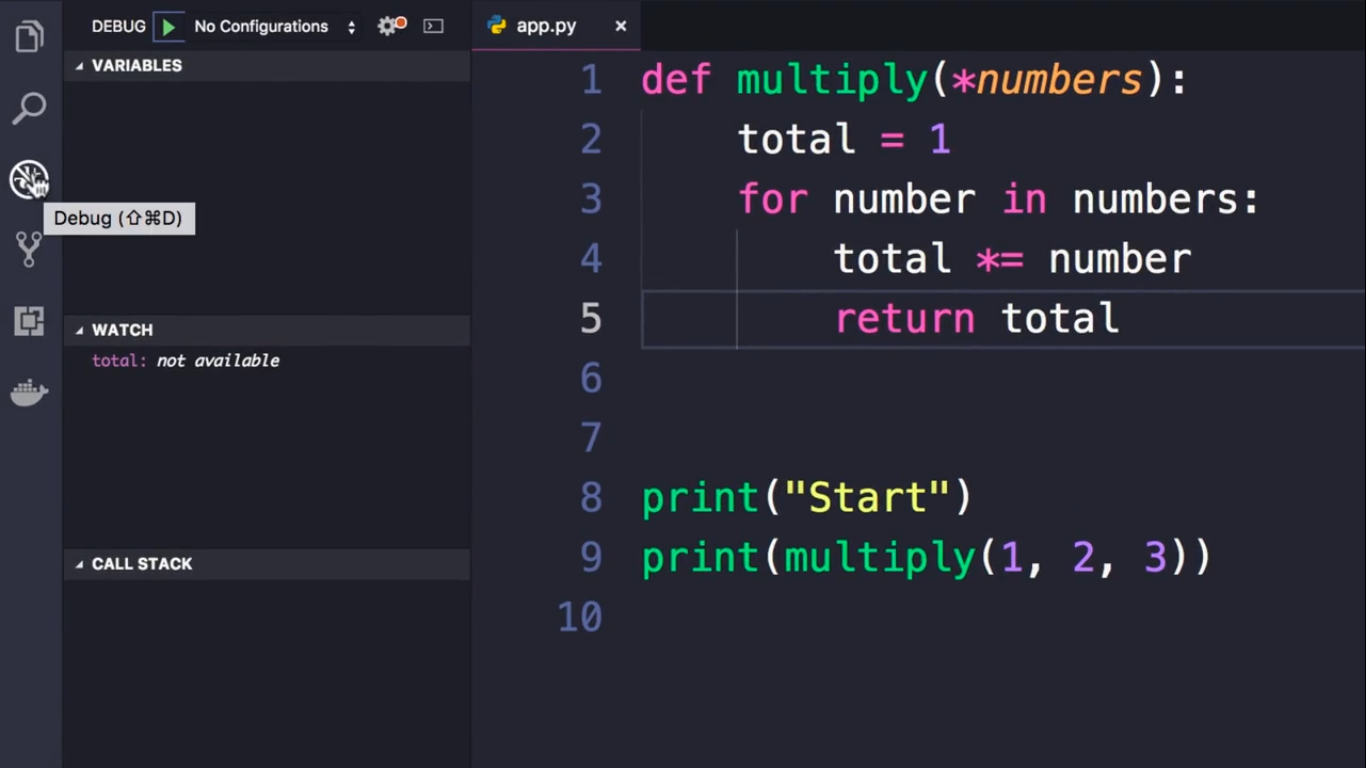 DEBUG No Configurations
VARIABLES
Debug (⇧⌘D)
WATCH
total: not available
CALL STACK
app.py ×
1 def multiply(*numbers):
2     total = 1
3     for number in numbers:
4         total *= number
5         return total
6
7
8 print("Start")
9 print(multiply(1, 2, 3))
10